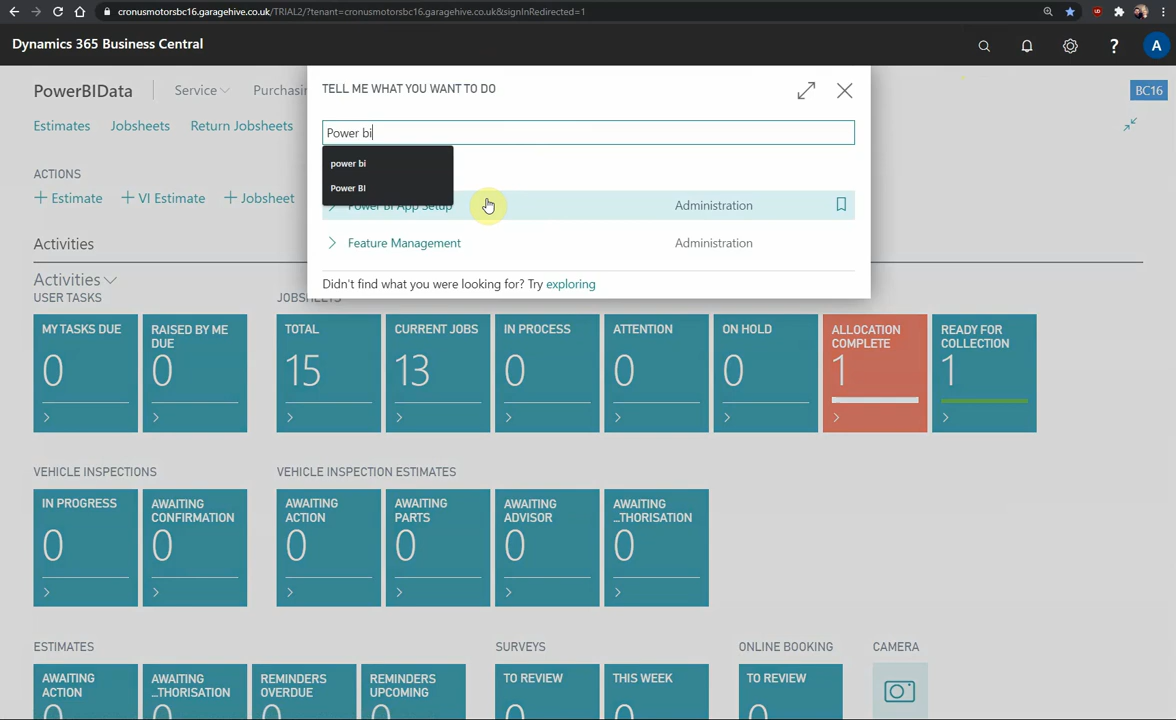 cronusmotorsbc16.garagehive.co.uk/TRIAL2/?tenant=cronusmotorsbc16.garagehive.co.uk&signInRedirected=1
Dynamics 365 Business Central
?
A
PowerBIData
Service
Purchasin
BC16
Estimates
Jobsheets
Return Jobsheets
TELL ME WHAT YOU WANT TO DO
Power bi
power bi
Power BI
Power BI App Setup
Administration
Feature Management
Administration
Didn't find what you were looking for? Try exploring
ACTIONS
+ Estimate
+ VI Estimate
+ Jobsheet
Activities
Activities
USER TASKS
JOBSHEETS
MY TASKS DUE
0
RAISED BY ME DUE
0
TOTAL
15
CURRENT JOBS
13
IN PROCESS
0
ATTENTION
0
ON HOLD
0
ALLOCATION COMPLETE
1
READY FOR COLLECTION
1
VEHICLE INSPECTIONS
VEHICLE INSPECTION ESTIMATES
IN PROGRESS
0
AWAITING CONFIRMATION
0
AWAITING ACTION
0
AWAITING PARTS
0
AWAITING ADVISOR
0
AWAITING ...THORISATION
0
ESTIMATES
SURVEYS
ONLINE BOOKING
CAMERA
AWAITING ACTION
0
AWAITING ...THORISATION
0
REMINDERS OVERDUE
0
REMINDERS UPCOMING
0
TO REVIEW
0
THIS WEEK
0
TO REVIEW
0